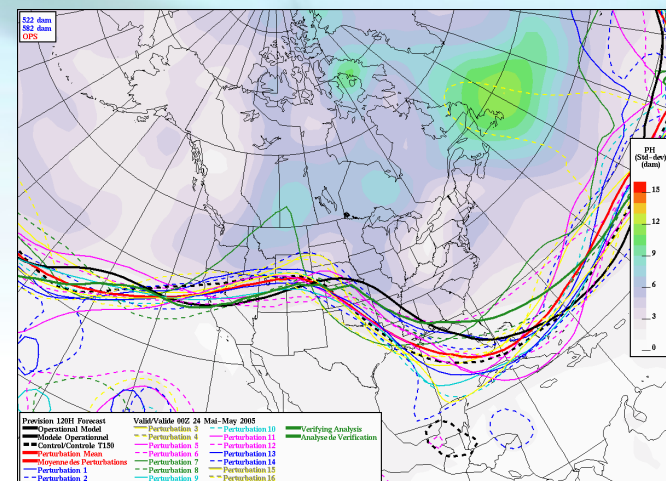 522 dam
582 dam
OPS
PH
(Std-dev)
(dam)
15
12
9
6
3
0
Prevision 120H Forecast
Operational Model
Modele Operationnel
Control/Controle T150
Perturbation Mean
Moyenne des Perturbations
Perturbation 1
Perturbation 2
Valid/Valide 00Z 24 Mai-May 2005
Perturbation 3
Perturbation 4
Perturbation 5
Perturbation 6
Perturbation 7
Perturbation 8
Perturbation 9
Perturbation 10
Perturbation 11
Perturbation 12
Perturbation 13
Perturbation 14
Perturbation 15
Perturbation 16
Verifying Analysis
Analyse de Verification